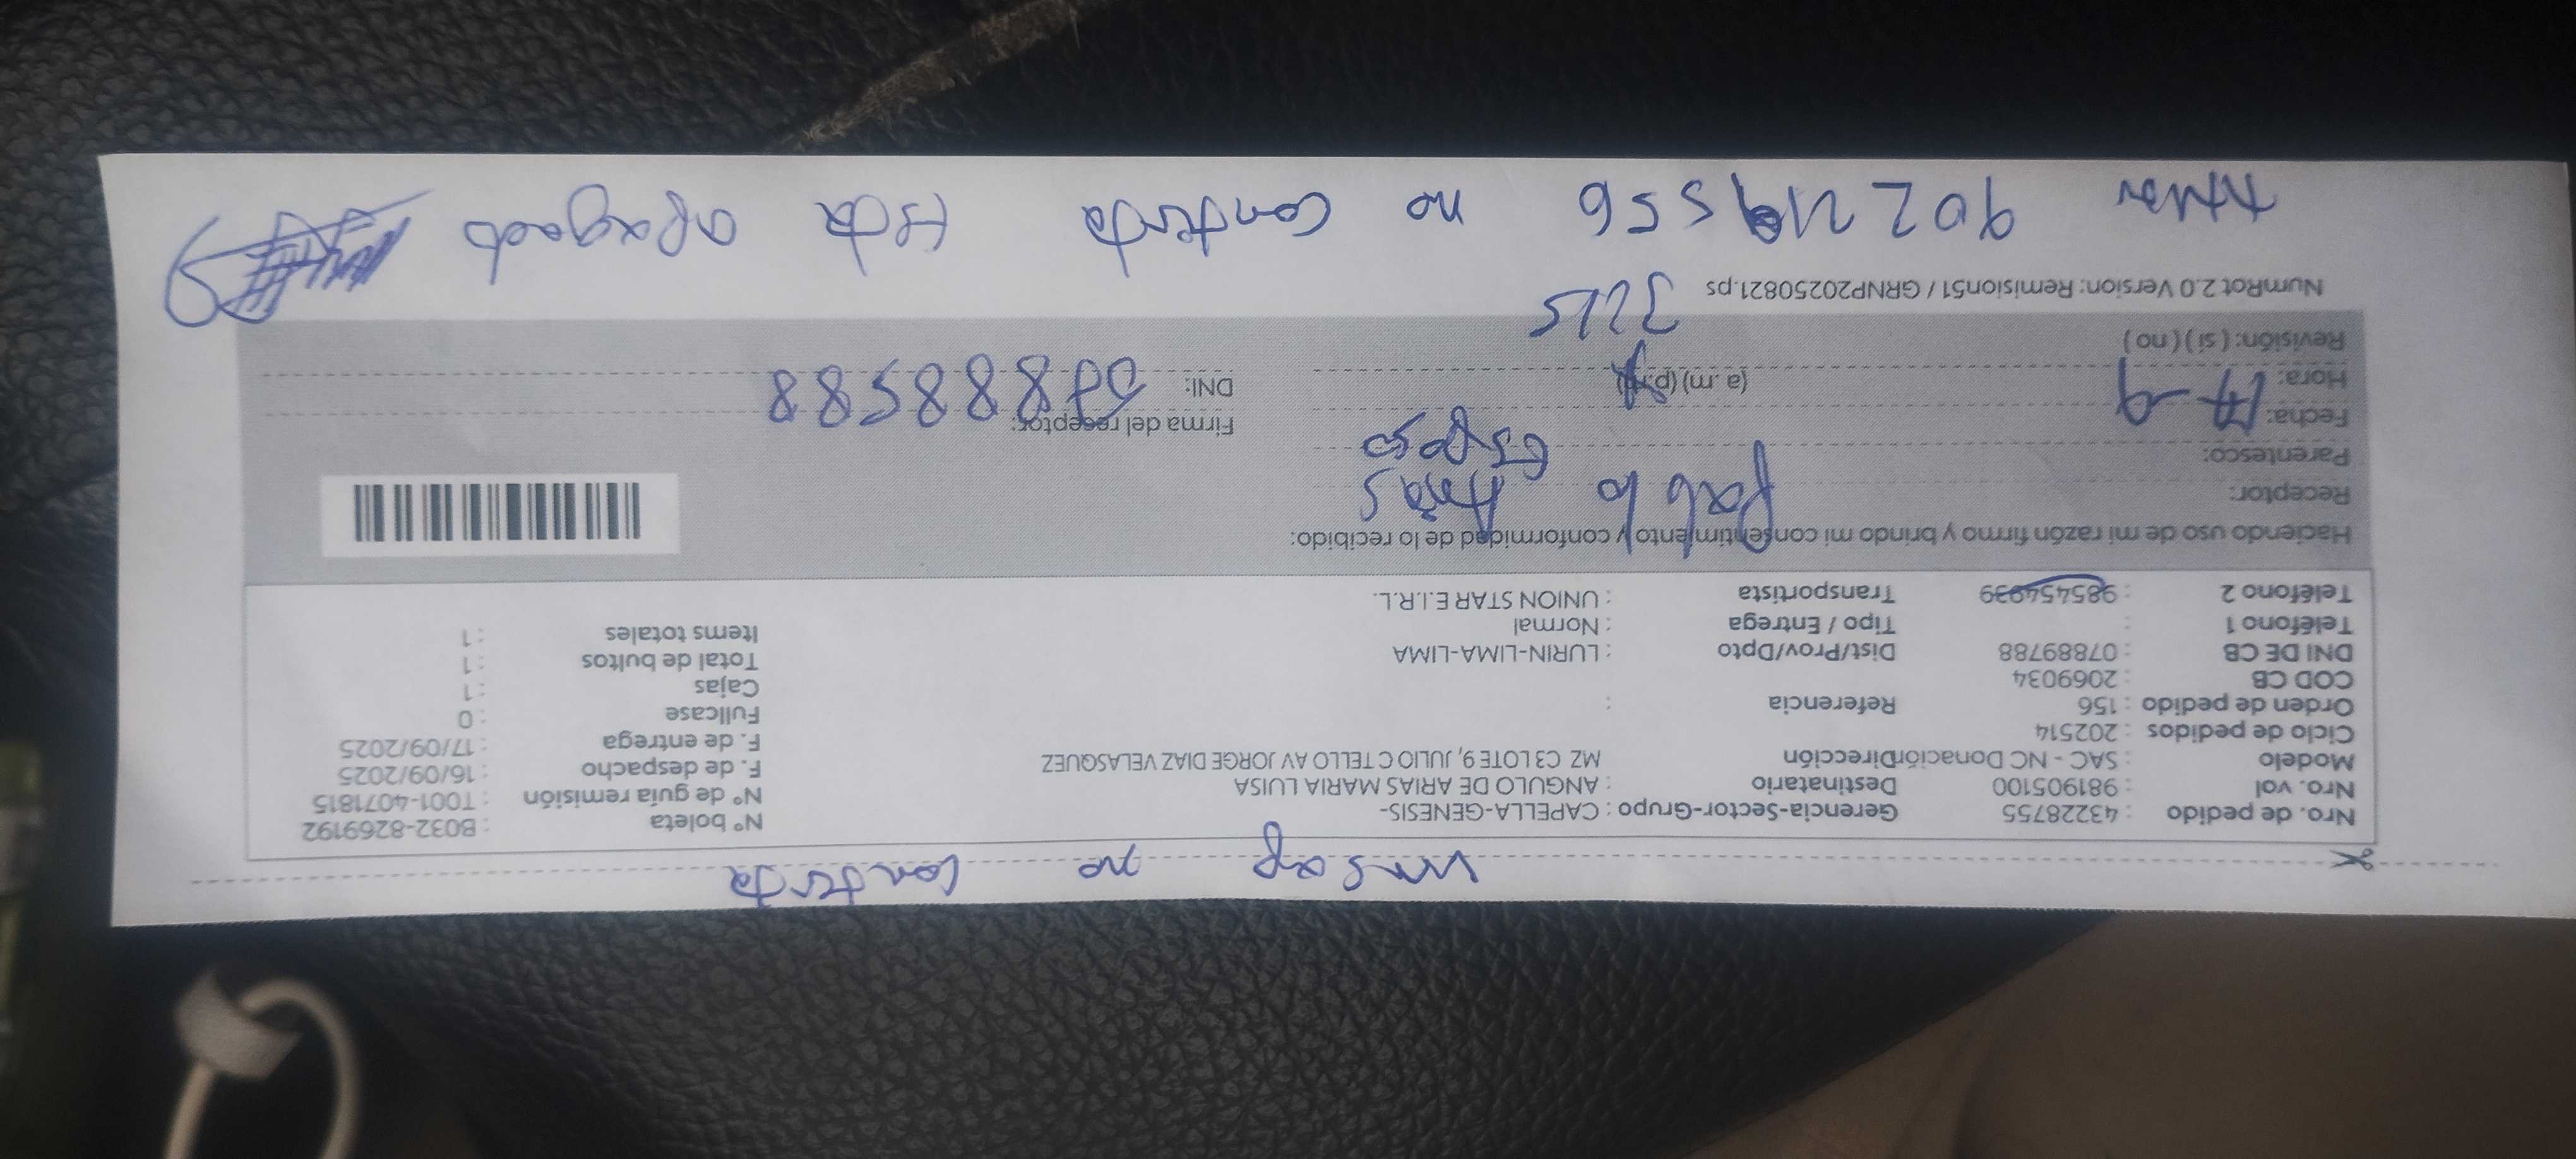 wnsap no contesta
Nro. de pedido : 43228755 Gerencia-Sector-Grupo : CAPELLA-GENESIS- N° boleta : B032-8269192
Nro. vol : 981905100 Destinatario : ANGULO DE ARIAS MARIA LUISA N° de guía remisión : T001-4071815
Modelo : SAC - NC Donación Dirección MZ C3 LOTE 9, JULIO C TELLO AV JORGE DIAZ VELASQUEZ F. de despacho : 16/09/2025
Ciclo de pedidos : 202514 F. de entrega : 17/09/2025
Orden de pedido : 156 Referencia : Fullcase : 0
COD CB : 2069034 Cajas : 1
DNI DE CB : 07889788 Dist/Prov/Dpto : LURIN-LIMA-LIMA Total de bultos : 1
Teléfono 1 : Tipo / Entrega : Normal Items totales : 1
Teléfono 2 : 985454939 Transportista : UNION STAR E.I.R.L.
Haciendo uso de mi razón firmo y brindo mi consentimiento y conformidad de lo recibido:
Receptor: Pablo Arias
Parentesco: Esposo
Fecha: 17-9 Firma del receptor:
Hora: (a .m) (p. DNI: 07888588
Revisión: ( si ) ( no ) 3215
NumRot 2.0 Version: Remision51 / GRNP20250821.ps
no contesta Esta apagado